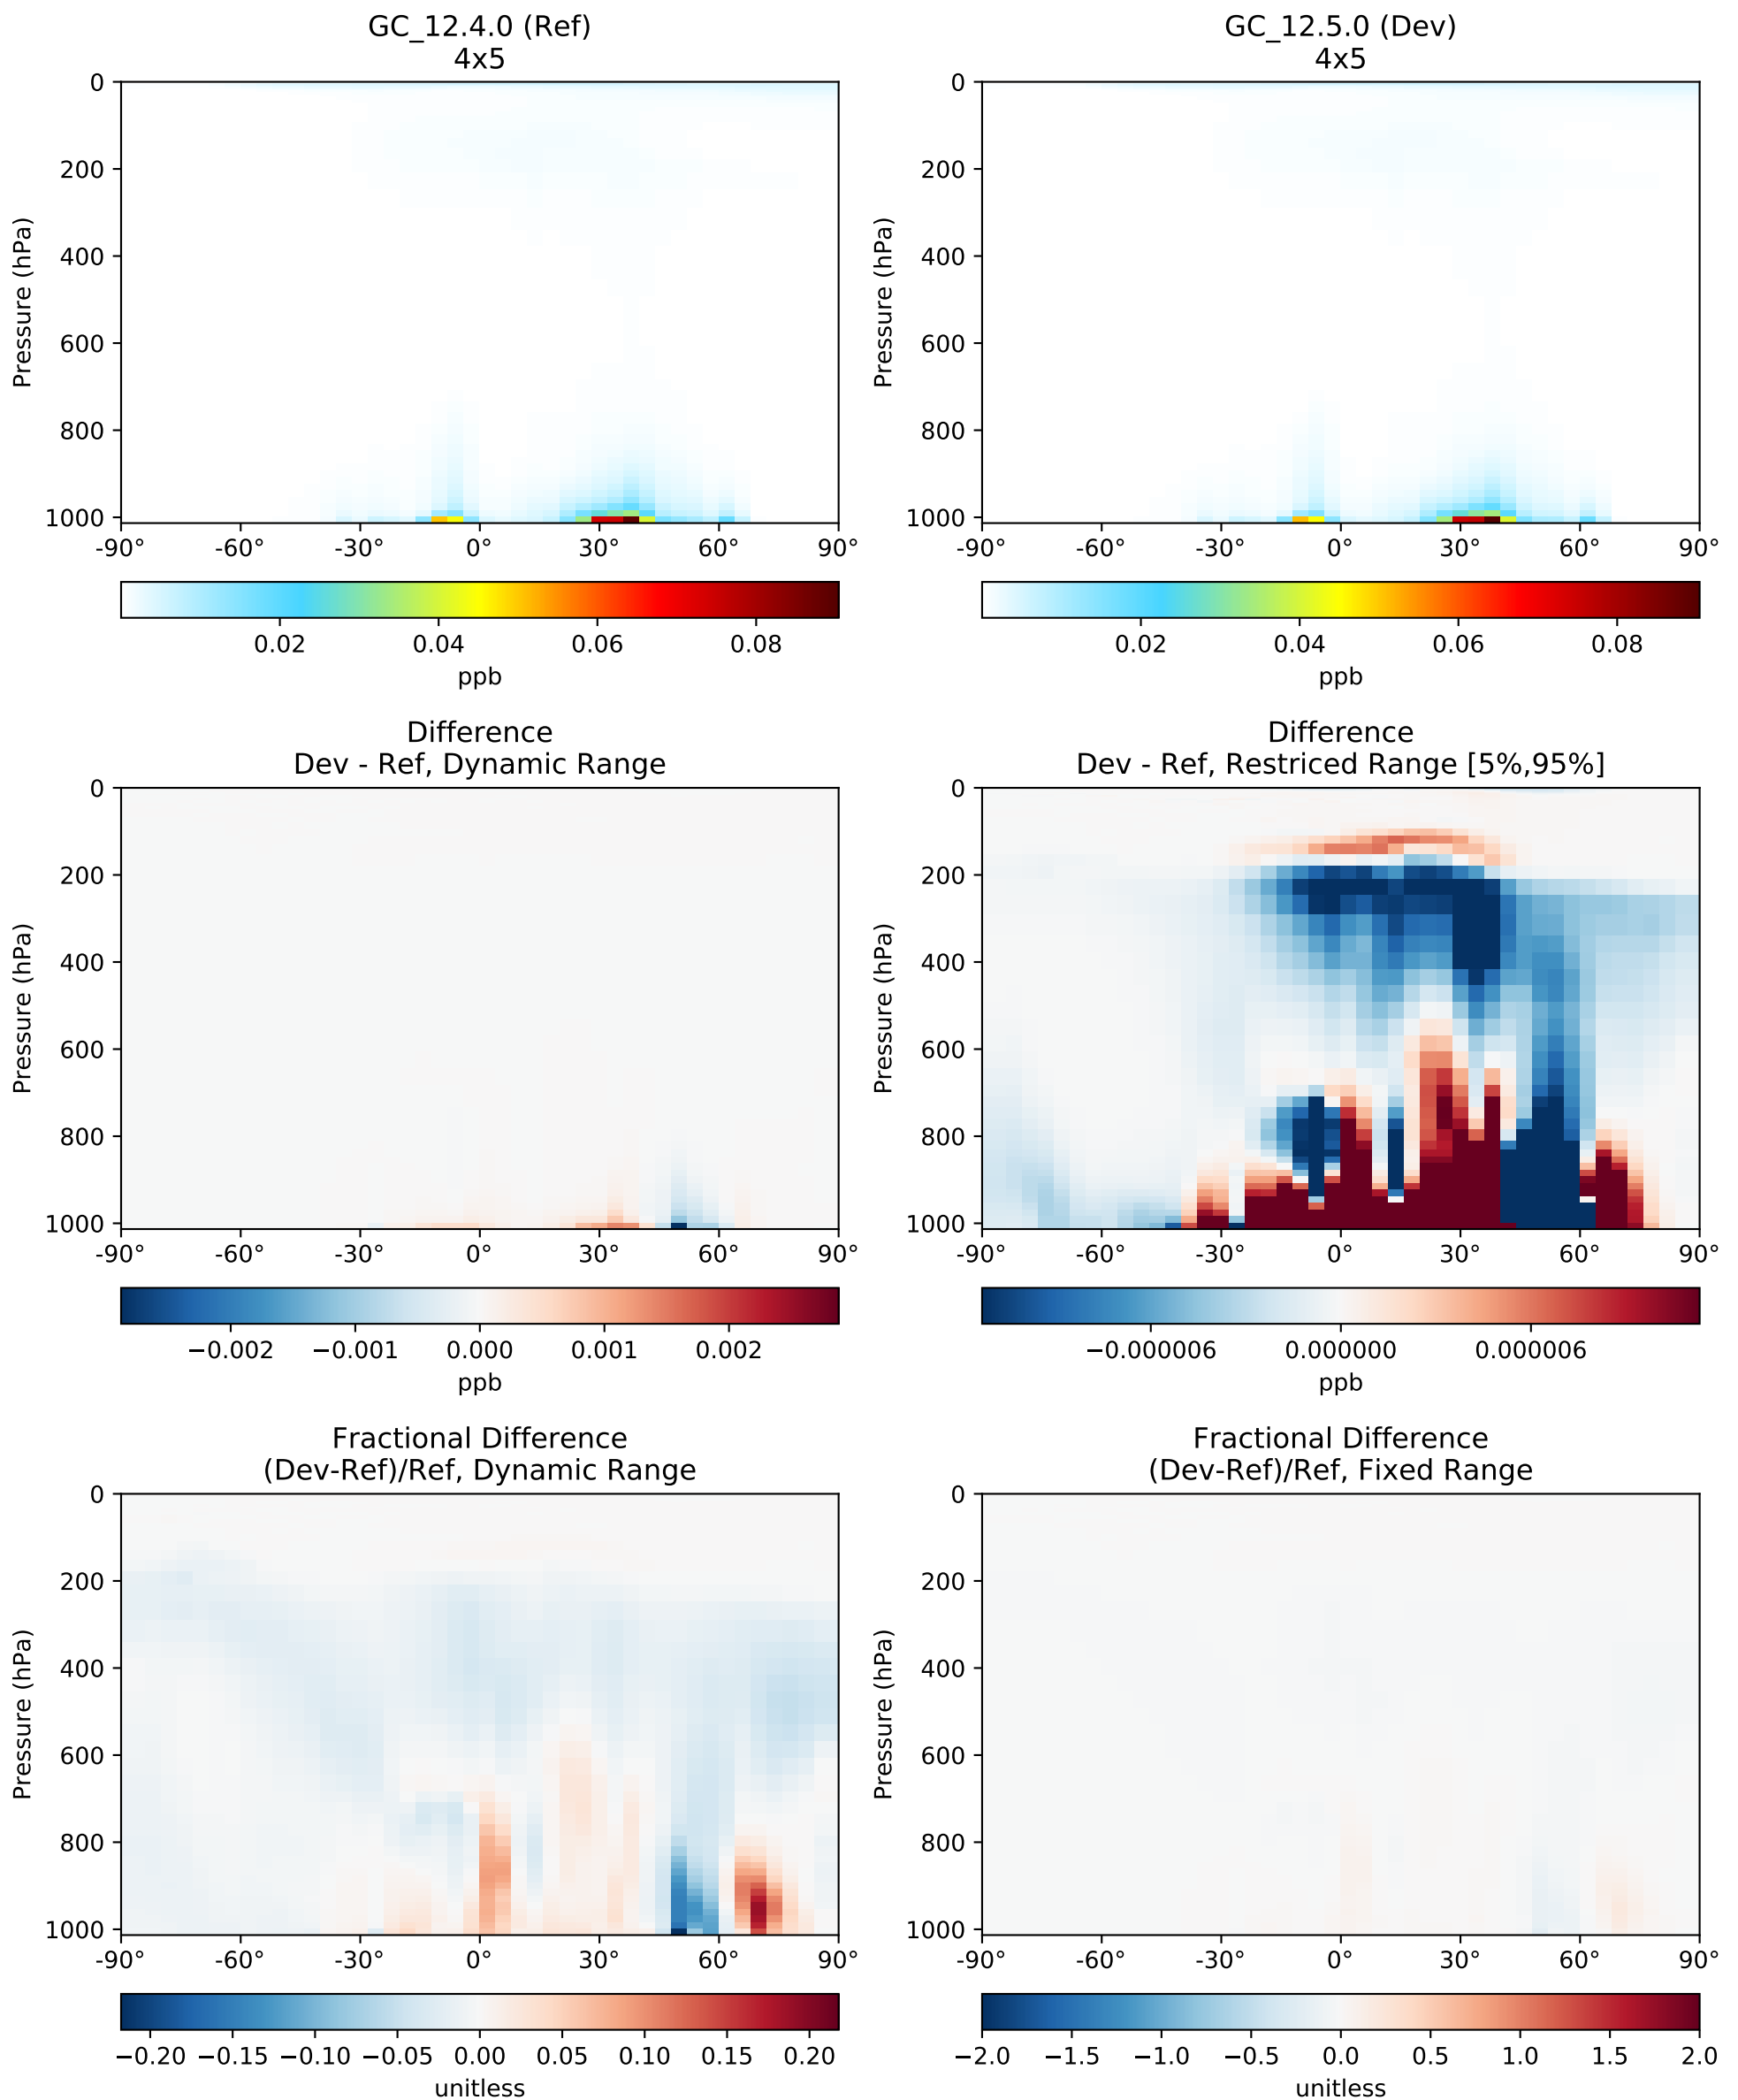 GC_12.4.0 (Ref)
4x5
0
200
400
600
800
1000
Pressure (hPa)
-90° -60° -30° 0° 30° 60° 90°
0.02 0.04 0.06 0.08
ppb
GC_12.5.0 (Dev)
4x5
0
200
400
600
800
1000
Pressure (hPa)
-90° -60° -30° 0° 30° 60° 90°
0.02 0.04 0.06 0.08
ppb
Difference
Dev - Ref, Dynamic Range
0
200
400
600
800
1000
Pressure (hPa)
-90° -60° -30° 0° 30° 60° 90°
−0.002 −0.001 0.000 0.001 0.002
ppb
Difference
Dev - Ref, Restriced Range [5%,95%]
0
200
400
600
800
1000
Pressure (hPa)
-90° -60° -30° 0° 30° 60° 90°
−0.000006 0.000000 0.000006
ppb
Fractional Difference
(Dev-Ref)/Ref, Dynamic Range
0
200
400
600
800
1000
Pressure (hPa)
-90° -60° -30° 0° 30° 60° 90°
−0.20 −0.15 −0.10 −0.05 0.00 0.05 0.10 0.15 0.20
unitless
Fractional Difference
(Dev-Ref)/Ref, Fixed Range
0
200
400
600
800
1000
Pressure (hPa)
-90° -60° -30° 0° 30° 60° 90°
−2.0 −1.5 −1.0 −0.5 0.0 0.5 1.0 1.5 2.0
unitless